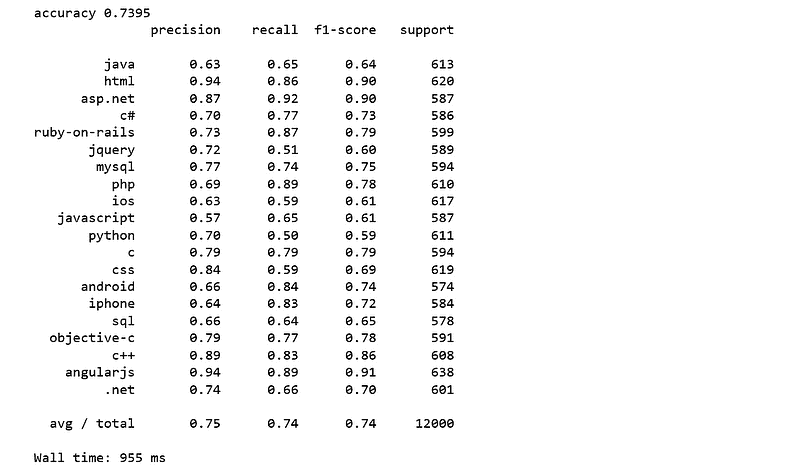 accuracy 0.7395
precision recall f1-score support
java 0.63 0.65 0.64 613
html 0.94 0.86 0.90 620
asp.net 0.87 0.92 0.90 587
c# 0.70 0.77 0.73 586
ruby-on-rails 0.73 0.87 0.79 599
jquery 0.72 0.51 0.60 589
mysql 0.77 0.74 0.75 594
php 0.69 0.89 0.78 610
ios 0.63 0.59 0.61 617
javascript 0.57 0.65 0.61 587
python 0.70 0.50 0.59 611
c 0.79 0.79 0.79 594
css 0.84 0.59 0.69 619
android 0.66 0.84 0.74 574
iphone 0.64 0.83 0.72 584
sql 0.66 0.64 0.65 578
objective-c 0.79 0.77 0.78 591
c++ 0.89 0.83 0.86 608
angularjs 0.94 0.89 0.91 638
.net 0.74 0.66 0.70 601
avg / total 0.75 0.74 0.74 12000
Wall time: 955 ms